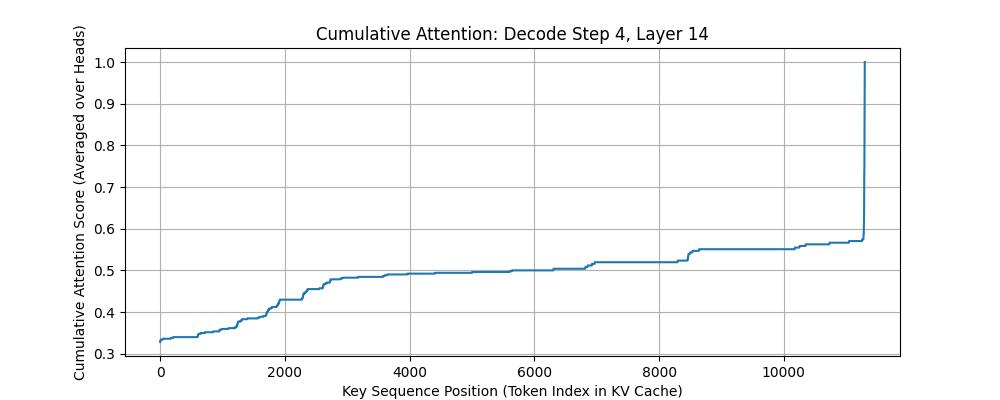 Cumulative Attention: Decode Step 4, Layer 14
Cumulative Attention Score (Averaged over Heads)
1.0
0.9
0.8
0.7
0.6
0.5
0.4
0.3
0 2000 4000 6000 8000 10000
Key Sequence Position (Token Index in KV Cache)